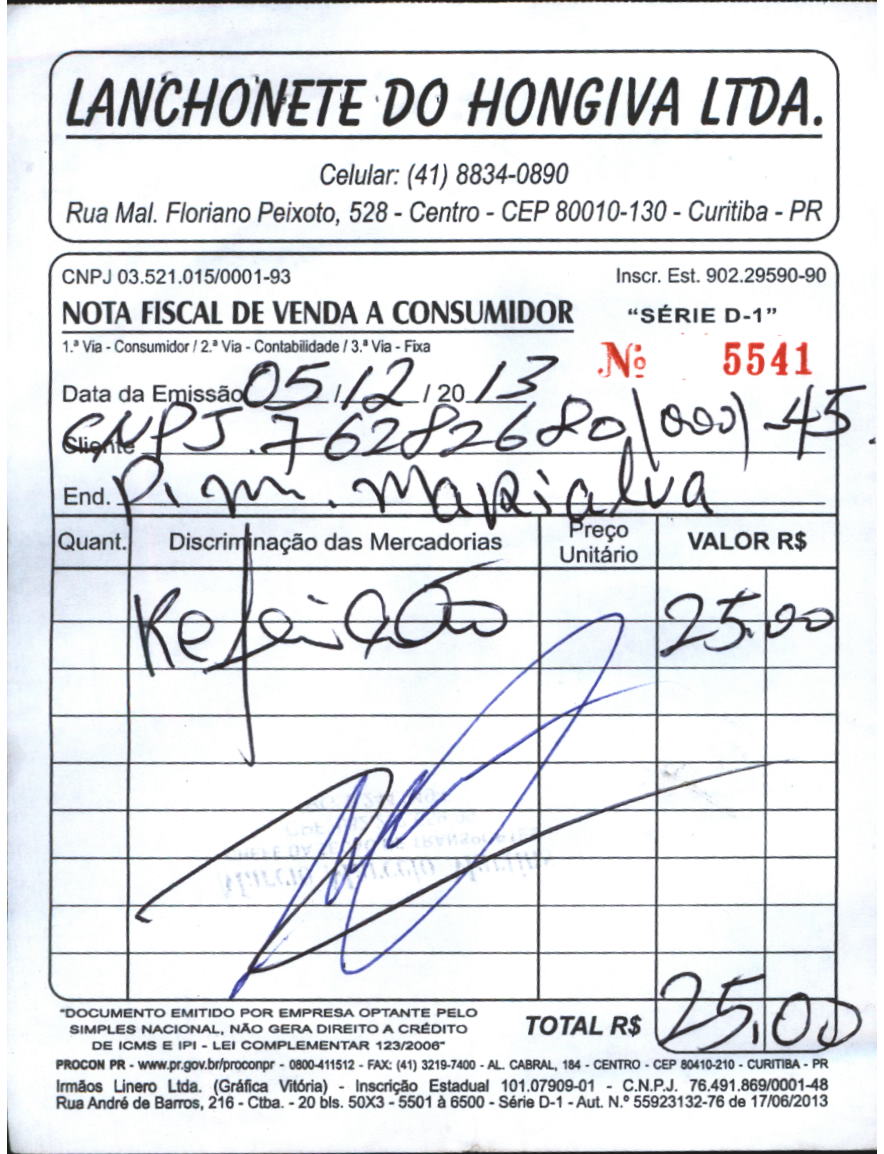 LANCHONETE DO HONGIVA LTDA.
Celular: (41) 8834-0890
Rua Mal. Floriano Peixoto, 528 - Centro - CEP 80010-130 - Curitiba - PR
CNPJ 03.521.015/0001-93 Inscr. Est. 902.29590-90
NOTA FISCAL DE VENDA A CONSUMIDOR "SÉRIE D-1"
1.ª Via - Consumidor / 2.ª Via - Contabilidade / 3.ª Via - Fixa Nº 5541
Data da Emissão 05 / 12 / 20 13
Cliente CNPJ. 76282680/0001-45.
End. P. m. Marialva
Quant. Discriminação das Mercadorias Preço Unitário VALOR R$
Refeição 25,00
"DOCUMENTO EMITIDO POR EMPRESA OPTANTE PELO
SIMPLES NACIONAL, NÃO GERA DIREITO A CRÉDITO
DE ICMS E IPI - LEI COMPLEMENTAR 123/2006"
TOTAL R$ 25,00
PROCON PR - www.pr.gov.br/proconpr - 0800-411512 - FAX: (41) 3219-7400 - AL. CABRAL, 184 - CENTRO - CEP 80410-210 - CURITIBA - PR
Irmãos Linero Ltda. (Gráfica Vitória) - Inscrição Estadual 101.07909-01 - C.N.P.J. 76.491.869/0001-48
Rua André de Barros, 216 - Ctba. - 20 bls. 50X3 - 5501 à 6500 - Série D-1 - Aut. N.º 55923132-76 de 17/06/2013